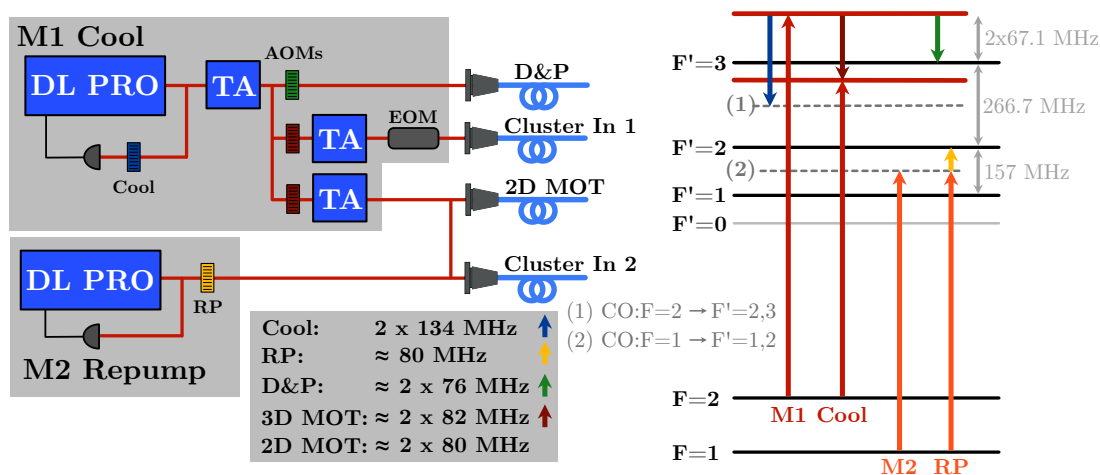 M1 Cool
AOMs
DL PRO
TA
D&P
EOM
TA
Cluster In 1
Cool
TA
2D MOT
DL PRO
RP
Cluster In 2
M2 Repump
Cool: 2 x 134 MHz
RP: ≈ 80 MHz
D&P: ≈ 2 x 76 MHz
3D MOT: ≈ 2 x 82 MHz
2D MOT: ≈ 2 x 80 MHz
(1) CO:F=2 → F'=2,3
(2) CO:F=1 → F'=1,2
2x67.1 MHz
F'=3
(1)
266.7 MHz
F'=2
(2)
157 MHz
F'=1
F'=0
F=2
M1 Cool
F=1
M2 RP